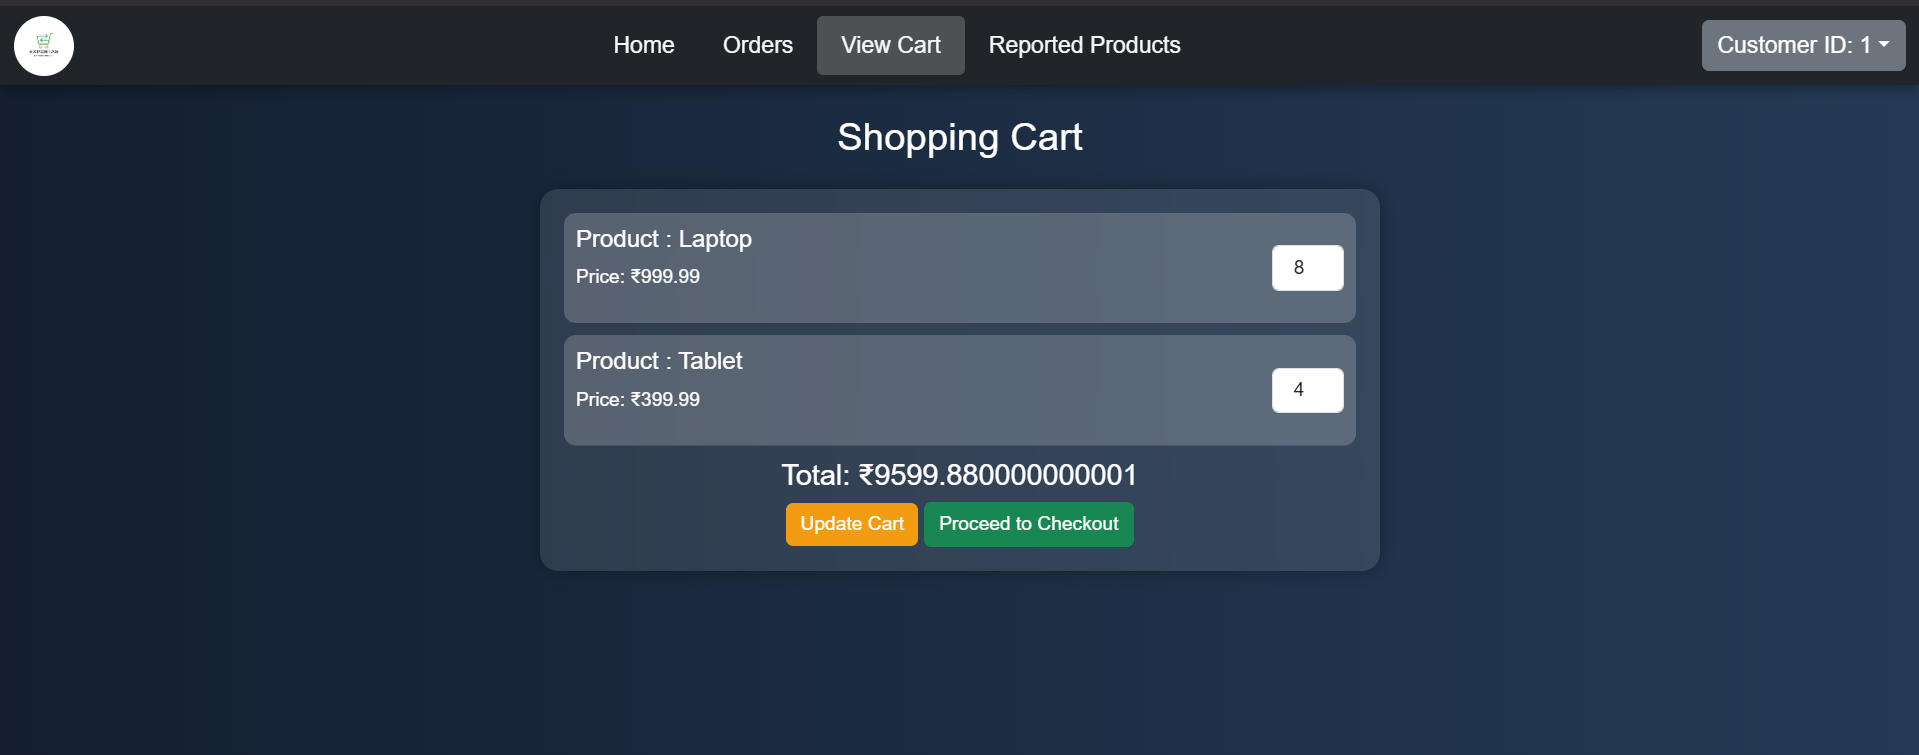 Home
Orders
View Cart
Reported Products
Customer ID: 1
Shopping Cart
Product : Laptop
Price: ₹999.99
8
Product : Tablet
Price: ₹399.99
4
Total: ₹9599.880000000001
Update Cart
Proceed to Checkout